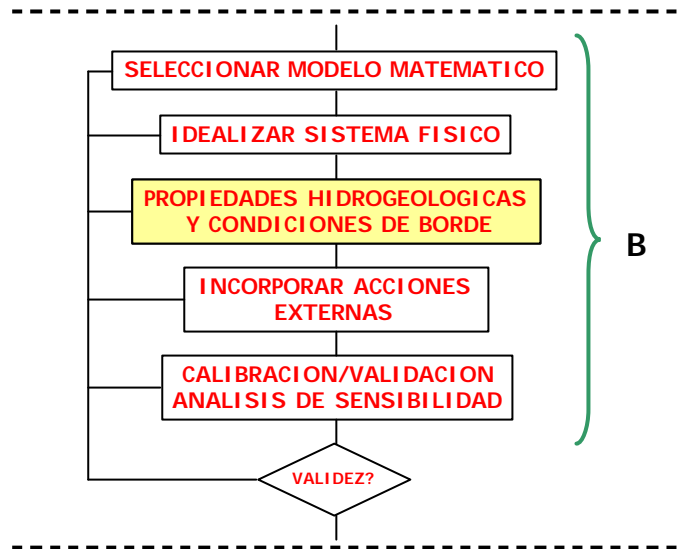 SELECCIONAR MODELO MATEMATICO
IDEALIZAR SISTEMA FISICO
PROPIEDADES HIDROGEOLOGICAS
Y CONDICIONES DE BORDE
INCORPORAR ACCIONES
EXTERNAS
CALIBRACION/VALIDACION
ANALISIS DE SENSIBILIDAD
VALIDEZ?
B